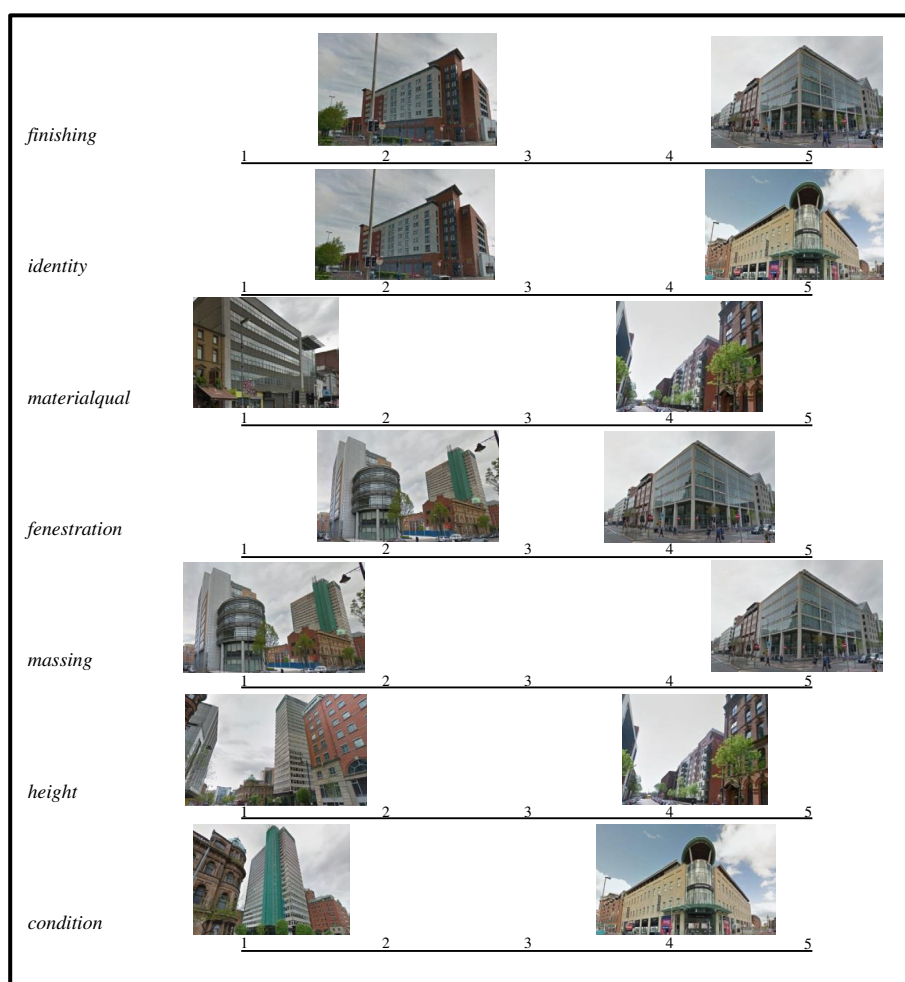 finishing
1 2 3 4 5
identity
1 2 3 4 5
materialqual
1 2 3 4 5
fenestration
1 2 3 4 5
massing
1 2 3 4 5
height
1 2 3 4 5
condition
1 2 3 4 5